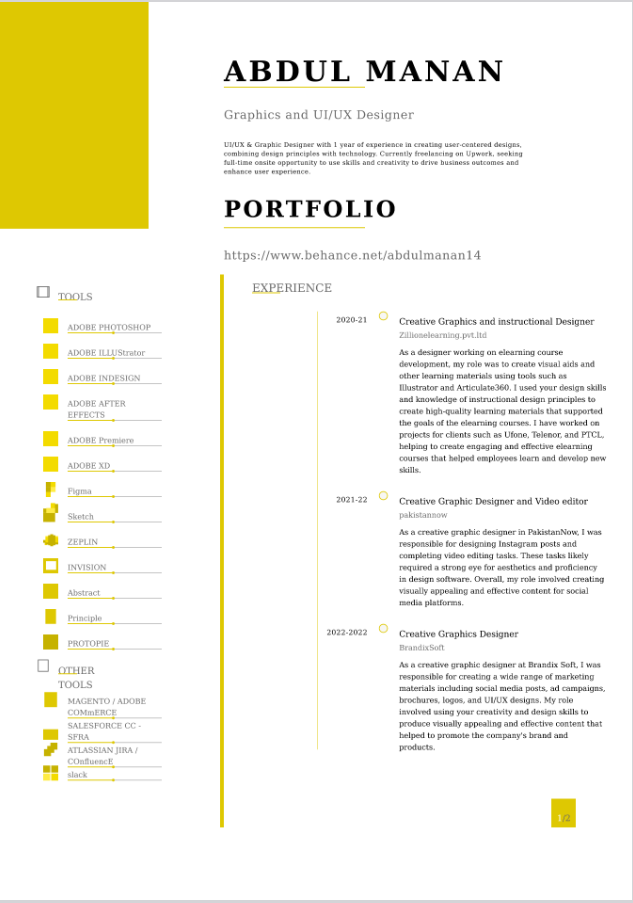 ABDUL MANAN
Graphics and UI/UX Designer
UI/UX & Graphic Designer with 1 year of experience in creating user-centered designs,
combining design principles with technology. Currently freelancing on Upwork, seeking
full-time onsite opportunity to use skills and creativity to drive business outcomes and
enhance user experience.
PORTFOLIO
https://www.behance.net/abdulmanan14
TOOLS
ADOBE PHOTOSHOP
ADOBE ILLUStrator
ADOBE INDESIGN
ADOBE AFTER
EFFECTS
ADOBE Premiere
ADOBE XD
Figma
Sketch
ZEPLIN
INVISION
Abstract
Principle
PROTOPIE
OTHER
TOOLS
MAGENTO / ADOBE
COMmERCE
SALESFORCE CC -
SFRA
ATLASSIAN JIRA /
COnfluencE
slack
EXPERIENCE
2020-21
Creative Graphics and instructional Designer
Zillionelearning.pvt.ltd
As a designer working on elearning course
development, my role was to create visual aids and
other learning materials using tools such as
Illustrator and Articulate360. I used your design skills
and knowledge of instructional design principles to
create high-quality learning materials that supported
the goals of the elearning courses. I have worked on
projects for clients such as Ufone, Telenor, and PTCL,
helping to create engaging and effective elearning
courses that helped employees learn and develop new
skills.
2021-22
Creative Graphic Designer and Video editor
pakistannow
As a creative graphic designer in PakistanNow, I was
responsible for designing Instagram posts and
completing video editing tasks. These tasks likely
required a strong eye for aesthetics and proficiency
in design software. Overall, my role involved creating
visually appealing and effective content for social
media platforms.
2022-2022
Creative Graphics Designer
BrandixSoft
As a creative graphic designer at Brandix Soft, I was
responsible for creating a wide range of marketing
materials including social media posts, ad campaigns,
brochures, logos, and UI/UX designs. My role
involved using your creativity and design skills to
produce visually appealing and effective content that
helped to promote the company's brand and
products.
1/2